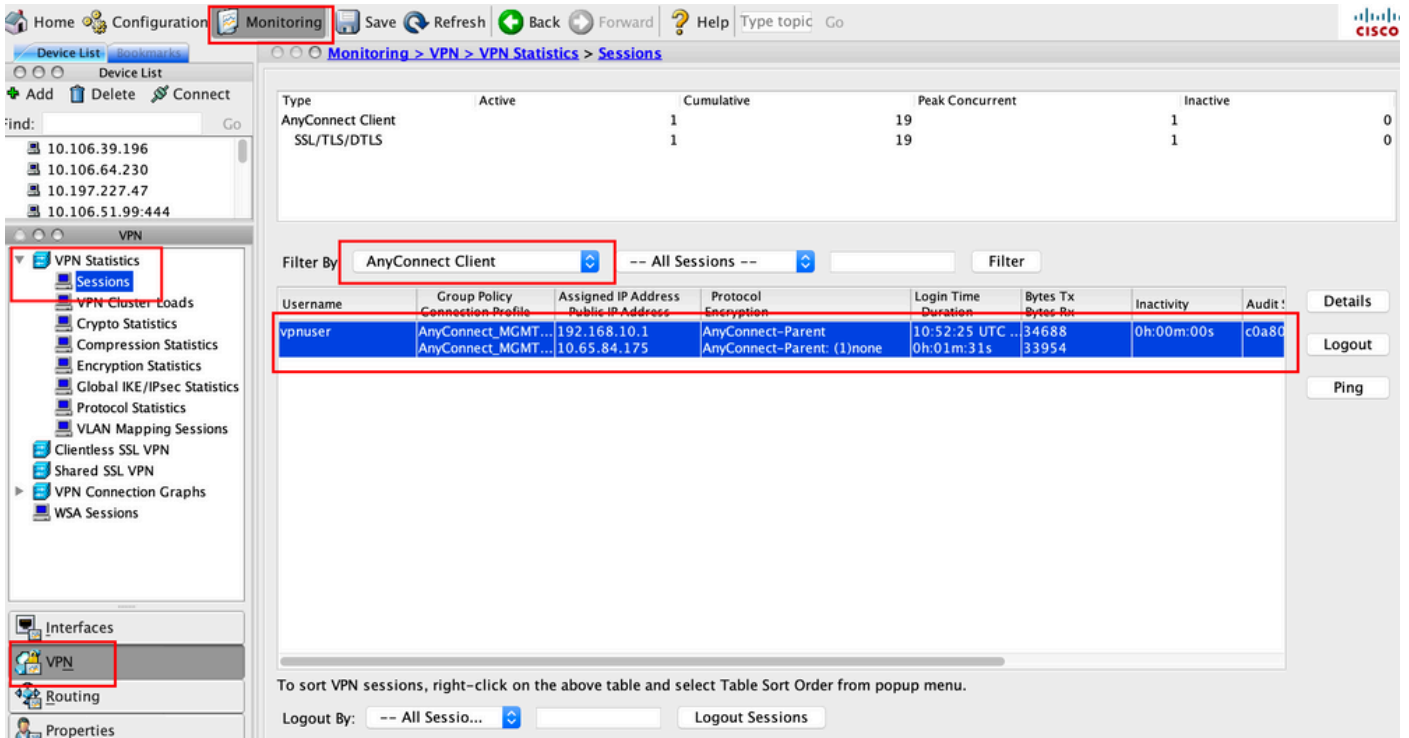 Home Configuration Monitoring Save Refresh Back Forward Help Type topic Go
CISCO
Device List Bookmarks
Monitoring > VPN > VPN Statistics > Sessions
Device List
Add Delete Connect
Find: Go
10.106.39.196
10.106.64.230
10.197.227.47
10.106.51.99:444
VPN
VPN Statistics
Sessions
VPN Cluster Loads
Crypto Statistics
Compression Statistics
Encryption Statistics
Global IKE/IPsec Statistics
Protocol Statistics
VLAN Mapping Sessions
Clientless SSL VPN
Shared SSL VPN
VPN Connection Graphs
WSA Sessions
Interfaces
VPN
Routing
Properties
Type Active Cumulative Peak Concurrent Inactive
AnyConnect Client 1 19 1 0
SSL/TLS/DTLS 1 19 1 0
Filter By AnyConnect Client -- All Sessions -- Filter
Username Group Policy Assigned IP Address Protocol Login Time Bytes Tx Inactivity Audit
Connection Profile Public IP Address Encryption Duration Bytes Rx
vpnuser AnyConnect_MGMT... 192.168.10.1 AnyConnect-Parent 10:52:25 UTC ... 34688 0h:00m:00s c0a80
AnyConnect_MGMT... 10.65.84.175 AnyConnect-Parent: (1)none 0h:01m:31s 33954
Details
Logout
Ping
To sort VPN sessions, right-click on the above table and select Table Sort Order from popup menu.
Logout By: -- All Sessio... Logout Sessions